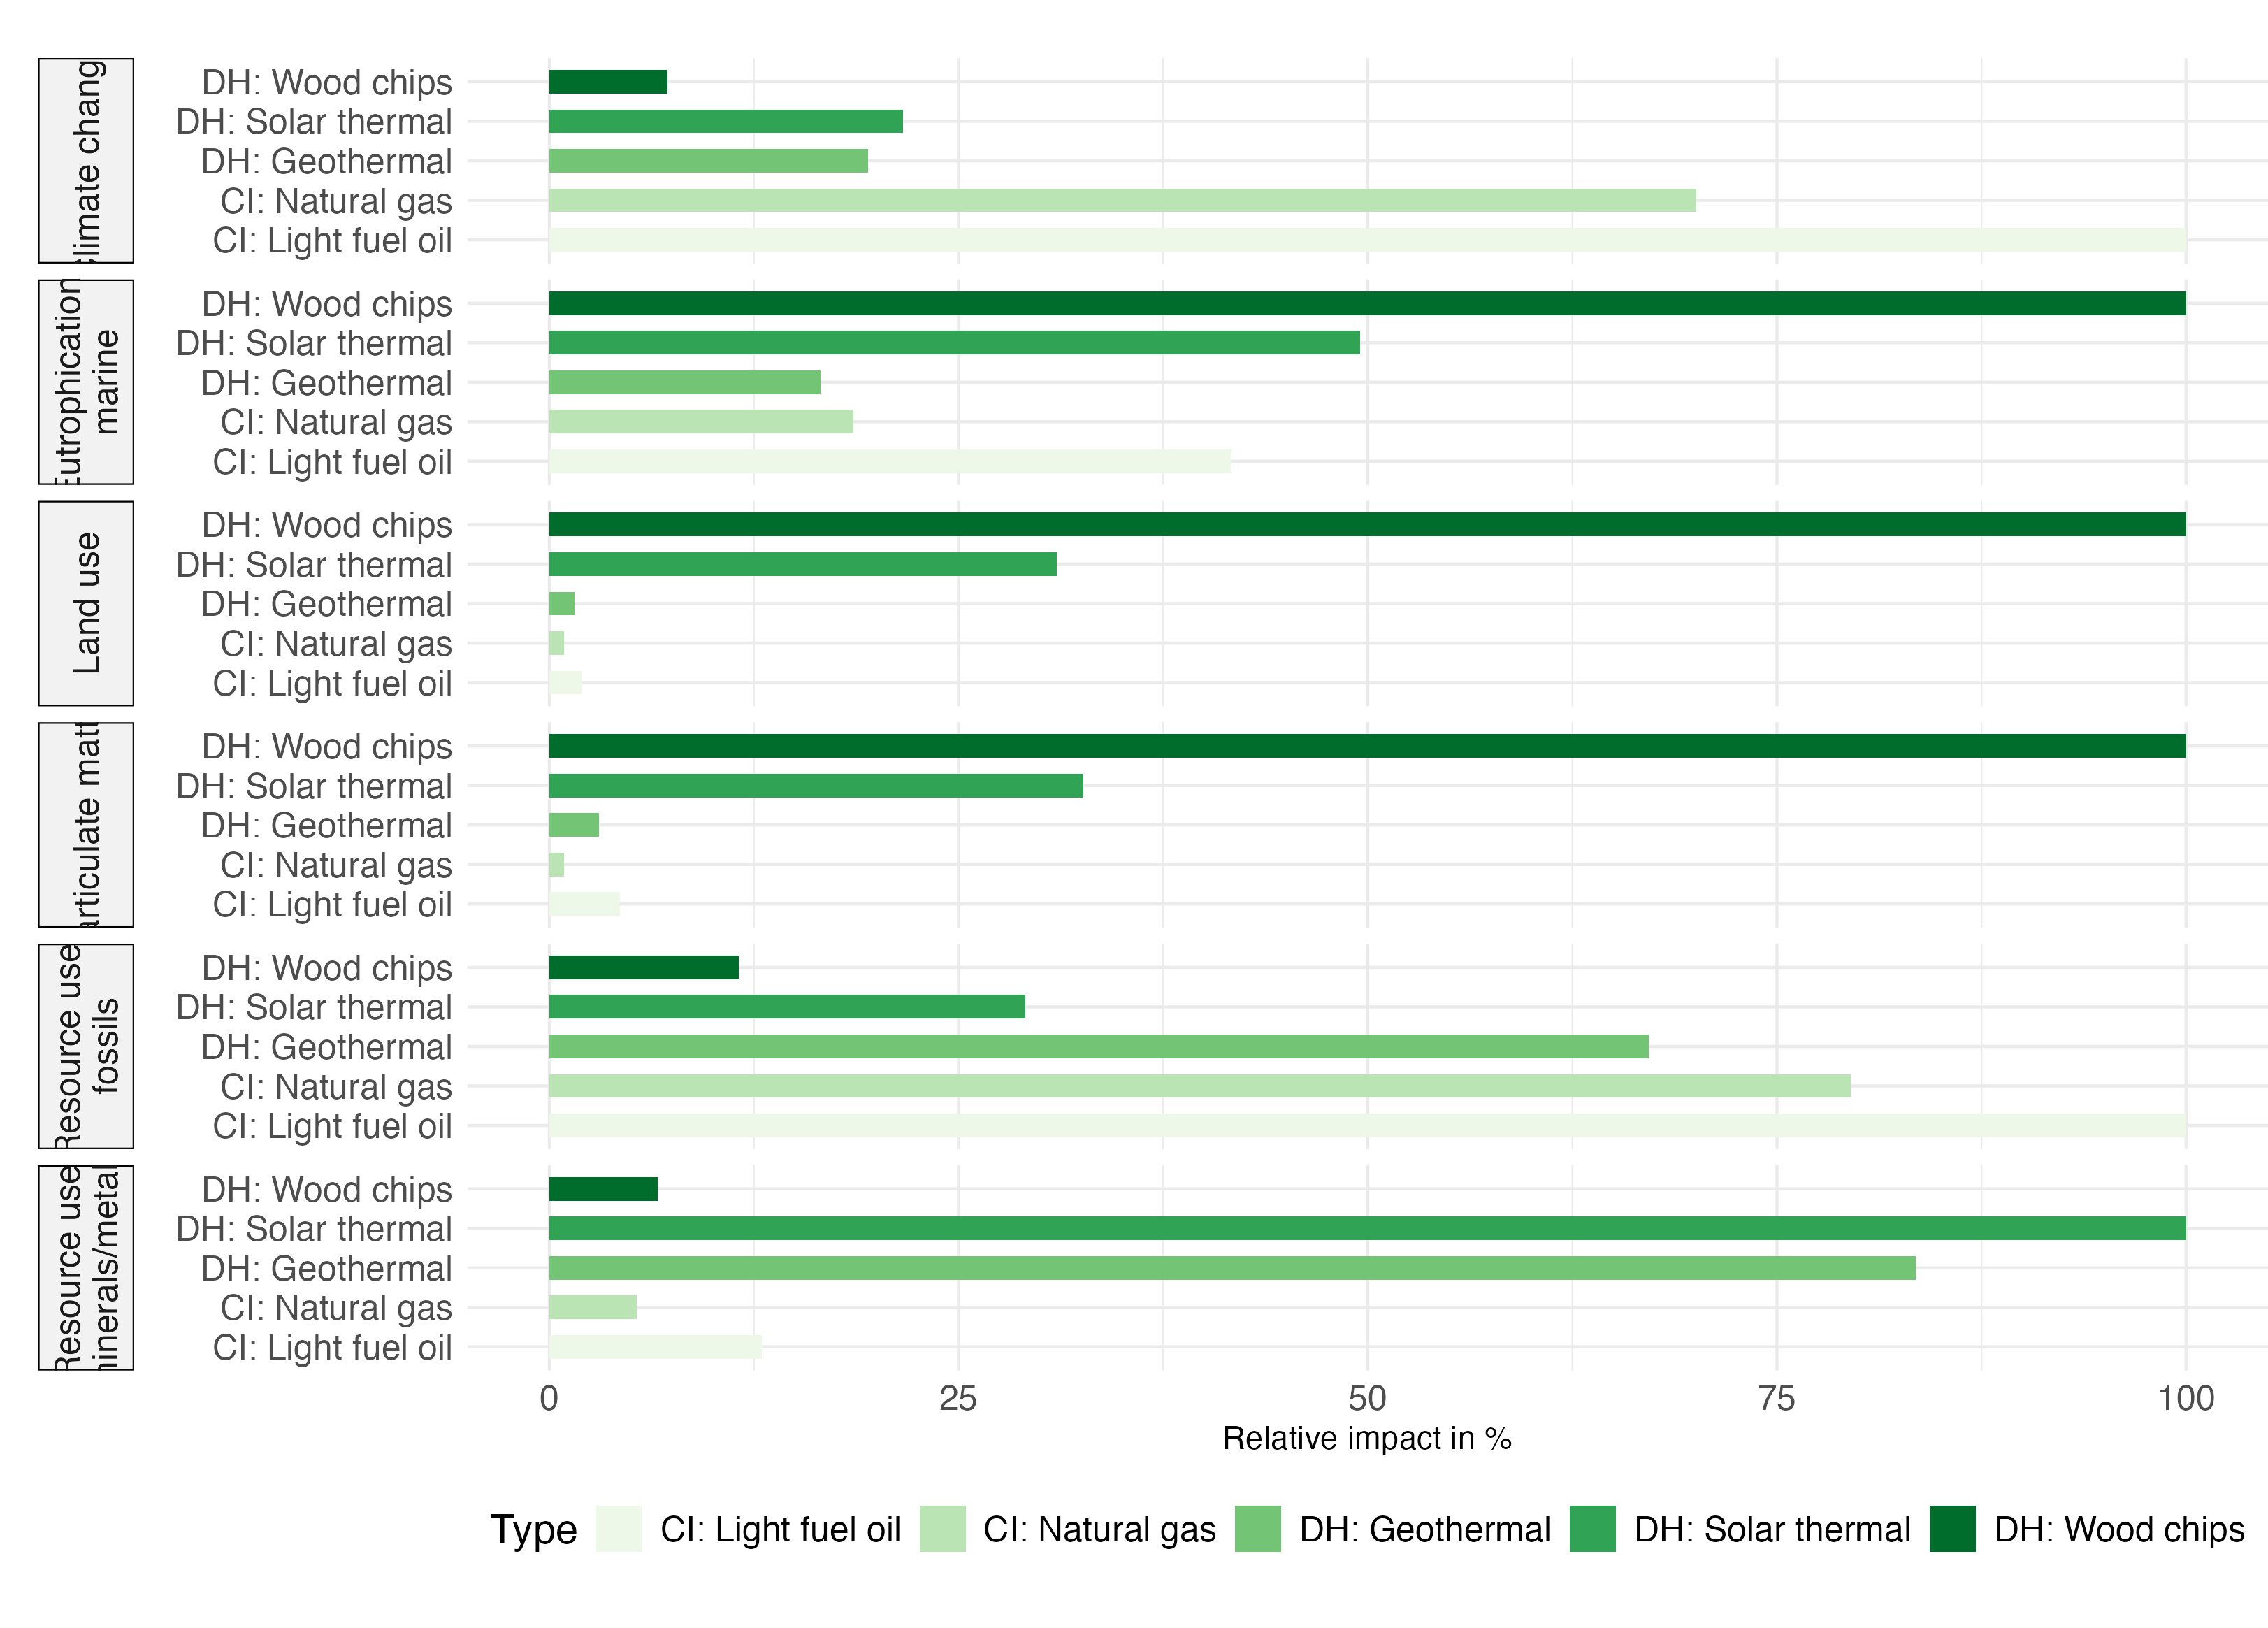 climate chang
DH: Wood chips
DH: Solar thermal
DH: Geothermal
CI: Natural gas
CI: Light fuel oil
Eutrophication
marine
DH: Wood chips
DH: Solar thermal
DH: Geothermal
CI: Natural gas
CI: Light fuel oil
Land use
DH: Wood chips
DH: Solar thermal
DH: Geothermal
CI: Natural gas
CI: Light fuel oil
articulate matt
DH: Wood chips
DH: Solar thermal
DH: Geothermal
CI: Natural gas
CI: Light fuel oil
Resource use
fossils
DH: Wood chips
DH: Solar thermal
DH: Geothermal
CI: Natural gas
CI: Light fuel oil
Resource use
ninerals/metal
DH: Wood chips
DH: Solar thermal
DH: Geothermal
CI: Natural gas
CI: Light fuel oil
0 25 50 75 100
Relative impact in %
Type CI: Light fuel oil CI: Natural gas DH: Geothermal DH: Solar thermal DH: Wood chips